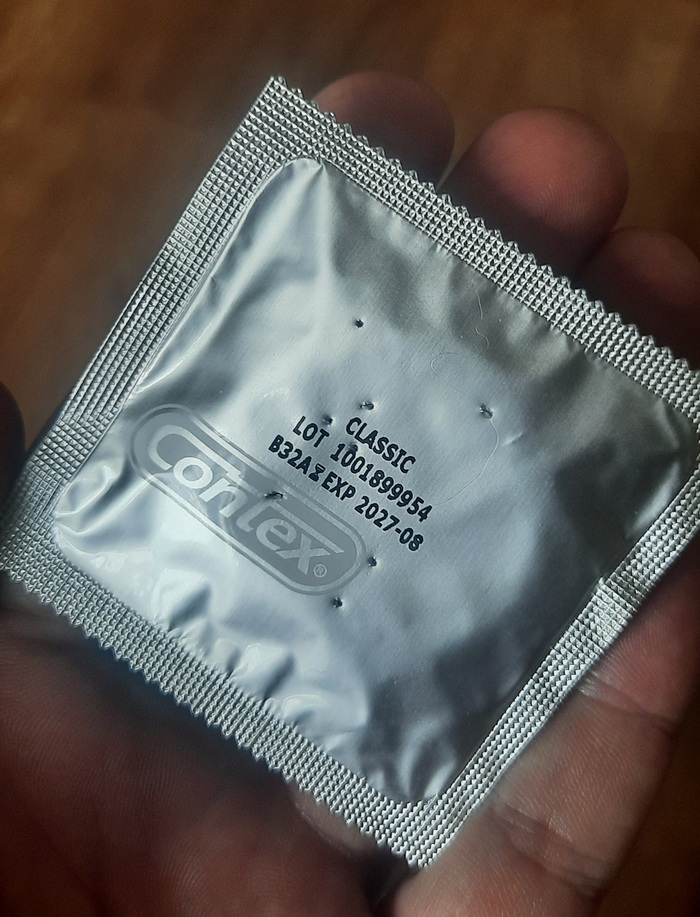 CLASSIC
LOT 1001899954
B32A⌛EXP 2027-08
Contex®